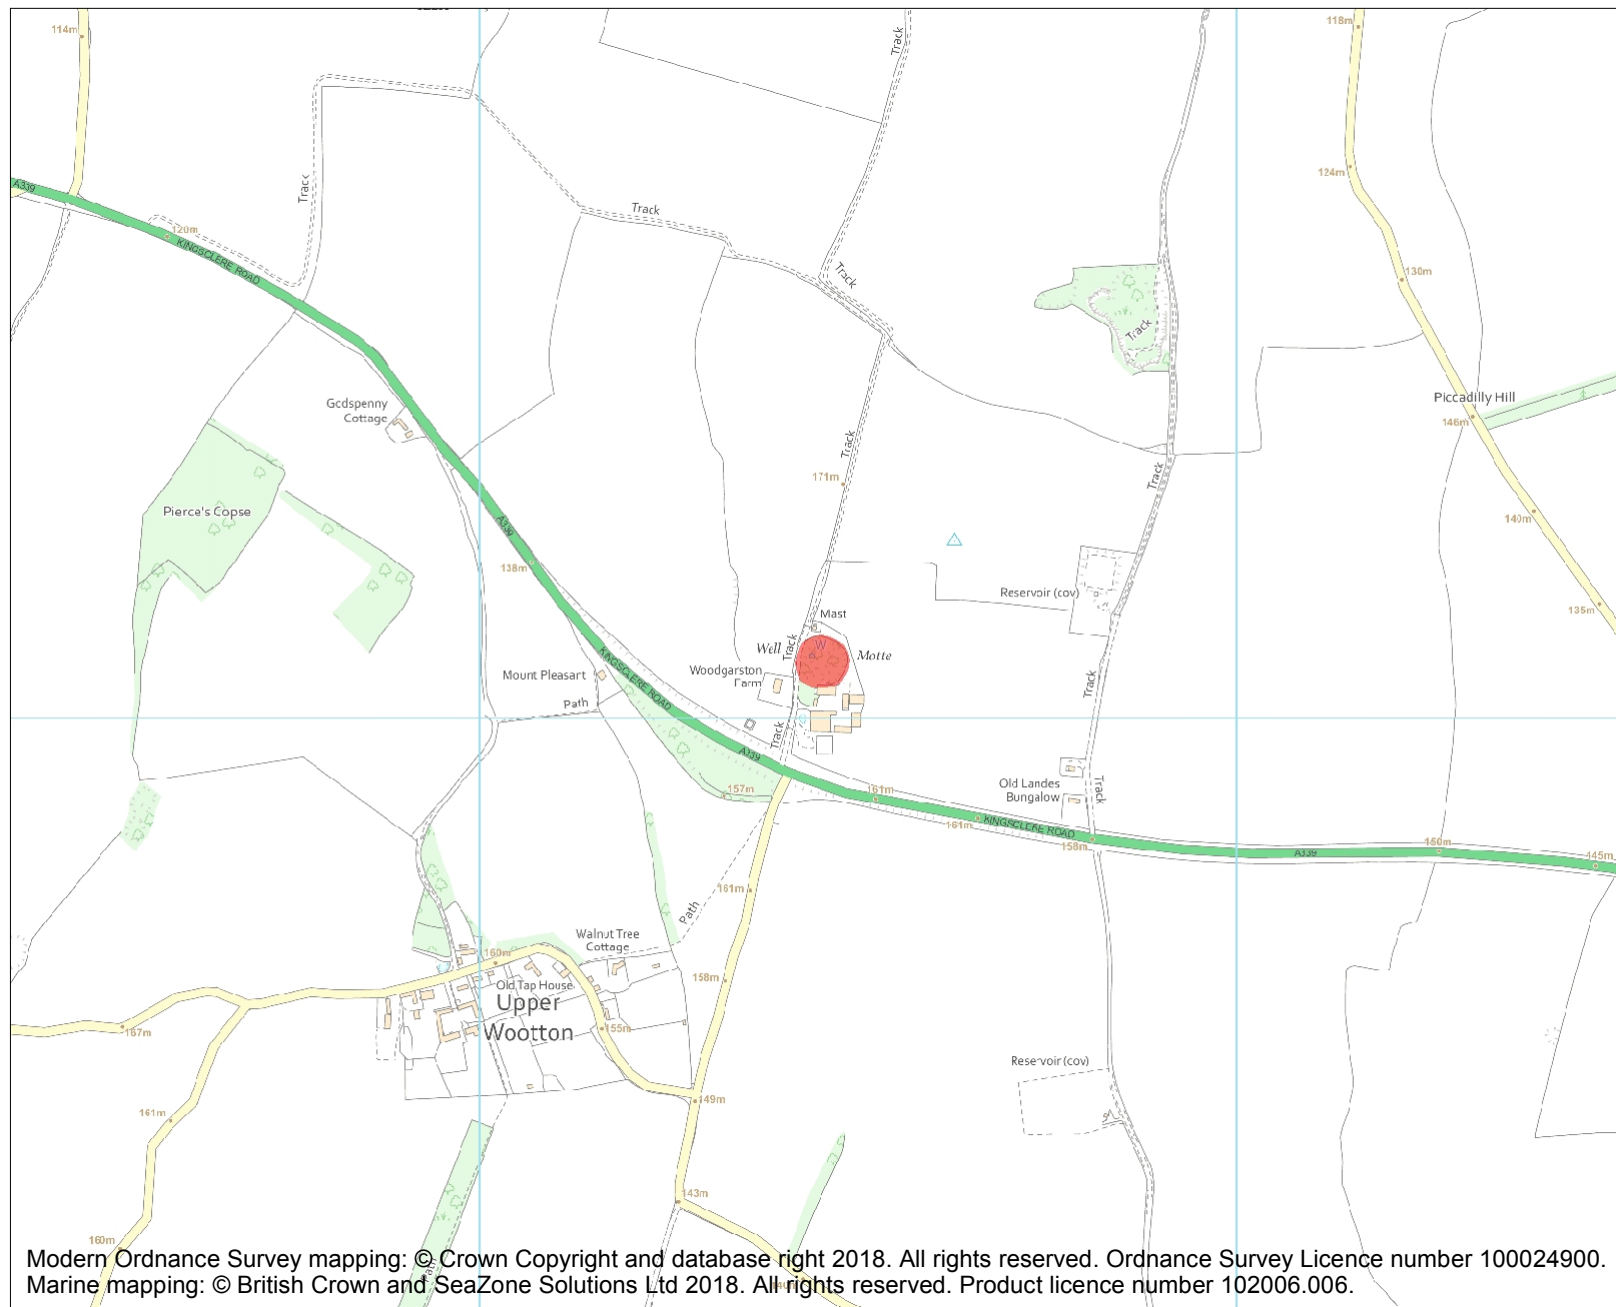 114m
118m
Track
A339
Track
124m
Track
120m
KINGSCLERE ROAD
Track
130m
Track
Gcdspenny
Cottage
Piccadilly Hill
146m
Track
171m
Track
Pierce's Copse
A339
140m
138m
Reservoir (cov)
135m
Mast
Well
Track
W
Motte
KINGSCLERE ROAD
Woodgarston
Farm
Mount Pleasart
Track
Path
Track
A339
Old Landes
Bungalow
Track
157m
161m
161m
KINGSCLERE ROAD
158m
A339
150m
145m
161m
Path
Walnut Tree
Cottage
160m
158m
Old Tap House
Upper
Wootton
155m
167m
Reservoir (cov)
149m
161m
143m
160m
Path
Modern Ordnance Survey mapping: © Crown Copyright and database right 2018. All rights reserved. Ordnance Survey Licence number 100024900.
Marine mapping: © British Crown and SeaZone Solutions Ltd 2018. All rights reserved. Product licence number 102006.006.